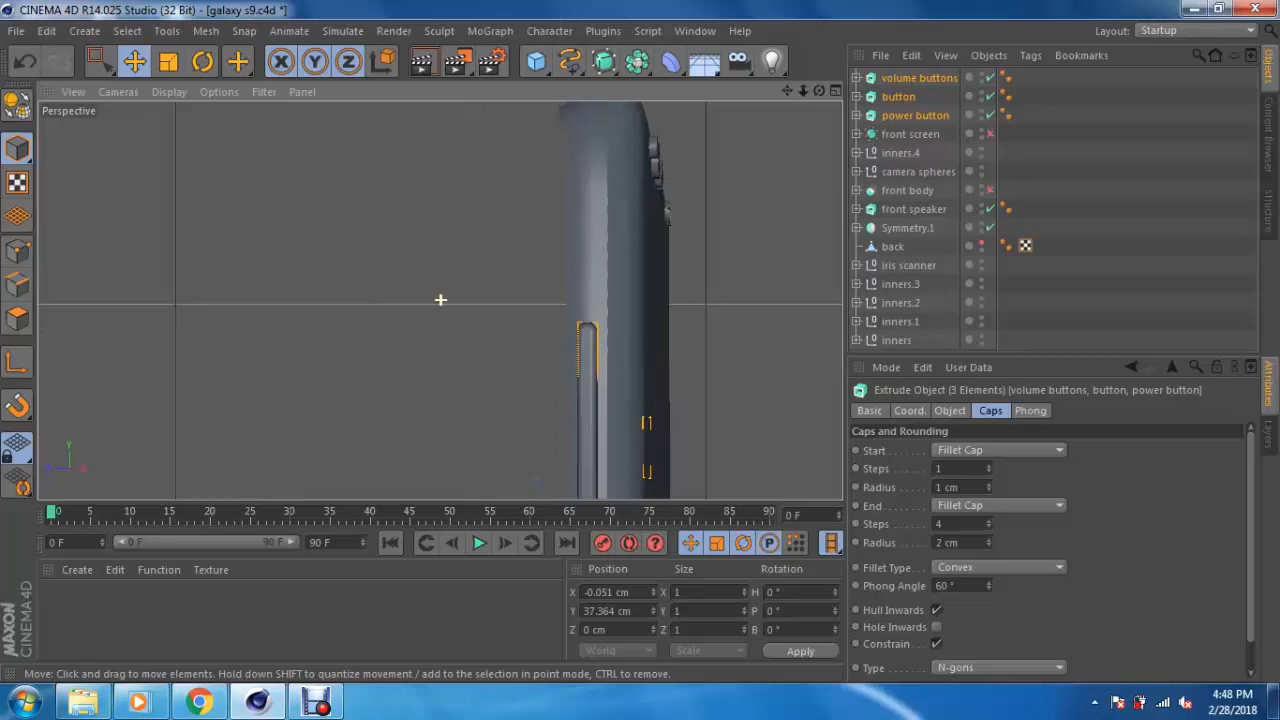 CINEMA 4D R14.025 Studio (32 Bit) - [galaxy s9.c4d *]
File Edit Create Select Tools Mesh Snap Animate Simulate Render Sculpt MoGraph Character Plugins Script Window Help Layout: Startup
File Edit View Objects Tags Bookmarks
View Cameras Display Options Filter Panel
Perspective
volume buttons
button
power button
front screen
inners.4
camera spheres
front body
front speaker
Symmetry.1
back
iris scanner
inners.3
inners.2
inners.1
inners
Objects
Content Browser
Structure
Mode Edit User Data
Extrude Object (3 Elements) [volume buttons, button, power button]
Basic Coord. Object Caps Phong
Caps and Rounding
Start Fillet Cap
Steps 1
Radius 1 cm
End Fillet Cap
Steps 4
Radius 2 cm
Fillet Type Convex
Phong Angle 60 °
Hull Inwards
Hole Inwards
Constrain
Type N-gons
Attributes
Layers
Y
Z X
0 5 10 15 20 25 30 35 40 45 50 55 60 65 70 75 80 85 90 0 F
0 F 0 F 90 F 90 F
Create Edit Function Texture
Position Size Rotation
X -0.051 cm X 1 H 0 °
Y 37.364 cm Y 1 P 0 °
Z 0 cm Z 1 B 0 °
World Scale Apply
MAXON
CINEMA 4D
Move: Click and drag to move elements. Hold down SHIFT to quantize movement / add to the selection in point mode, CTRL to remove.
4:48 PM
2/28/2018